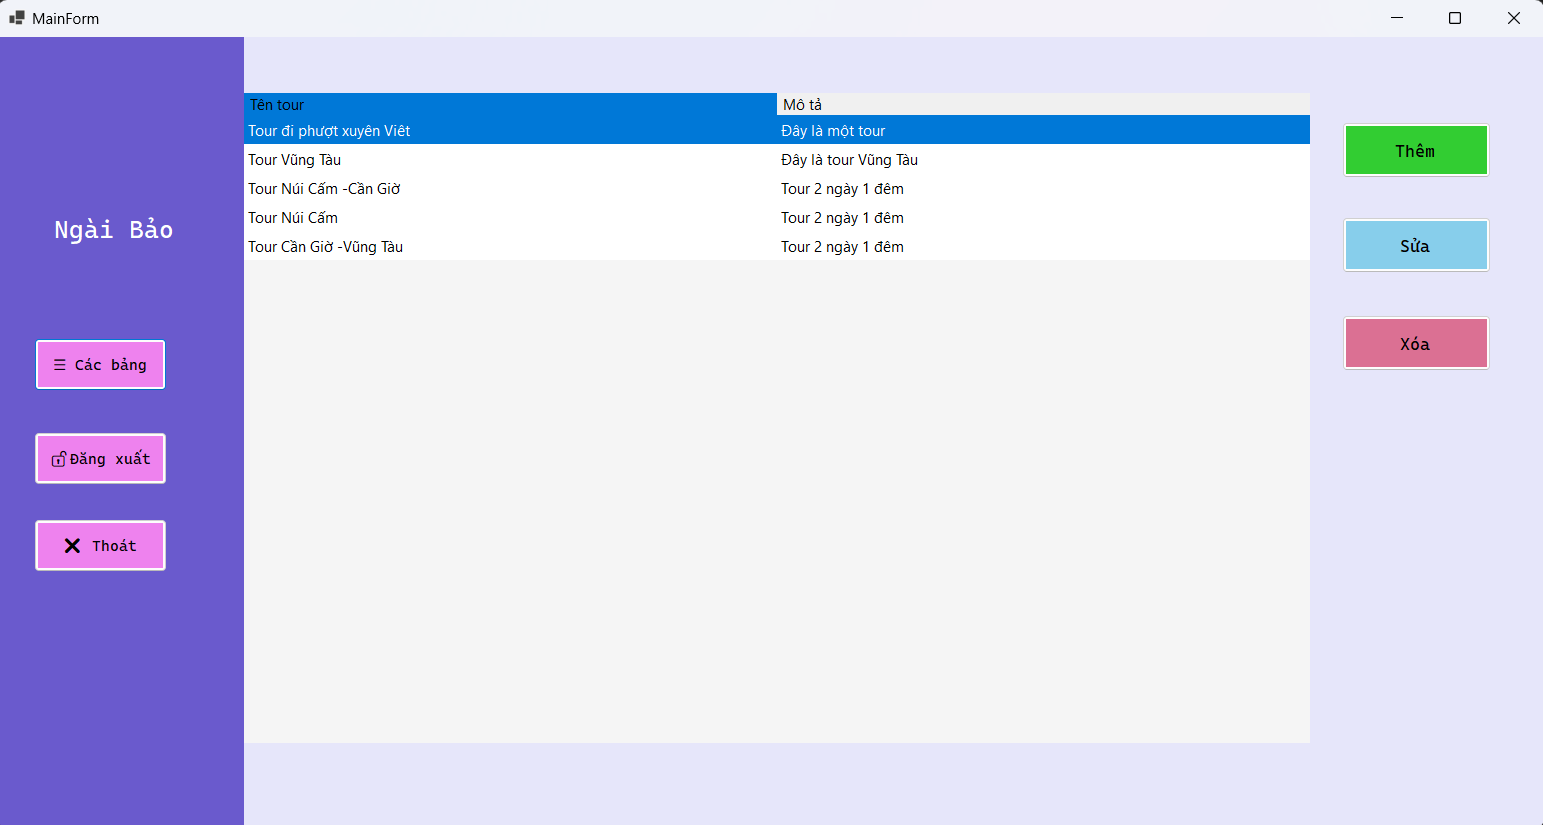 MainForm
Ngài Bảo
☰ Các bảng
Đăng xuất
Thoát
Tên tour Mô tả
Tour đi phượt xuyên Viêt Đây là một tour
Tour Vũng Tàu Đây là tour Vũng Tàu
Tour Núi Cấm -Cần Giờ Tour 2 ngày 1 đêm
Tour Núi Cấm Tour 2 ngày 1 đêm
Tour Cần Giờ -Vũng Tàu Tour 2 ngày 1 đêm
Thêm
Sửa
Xóa